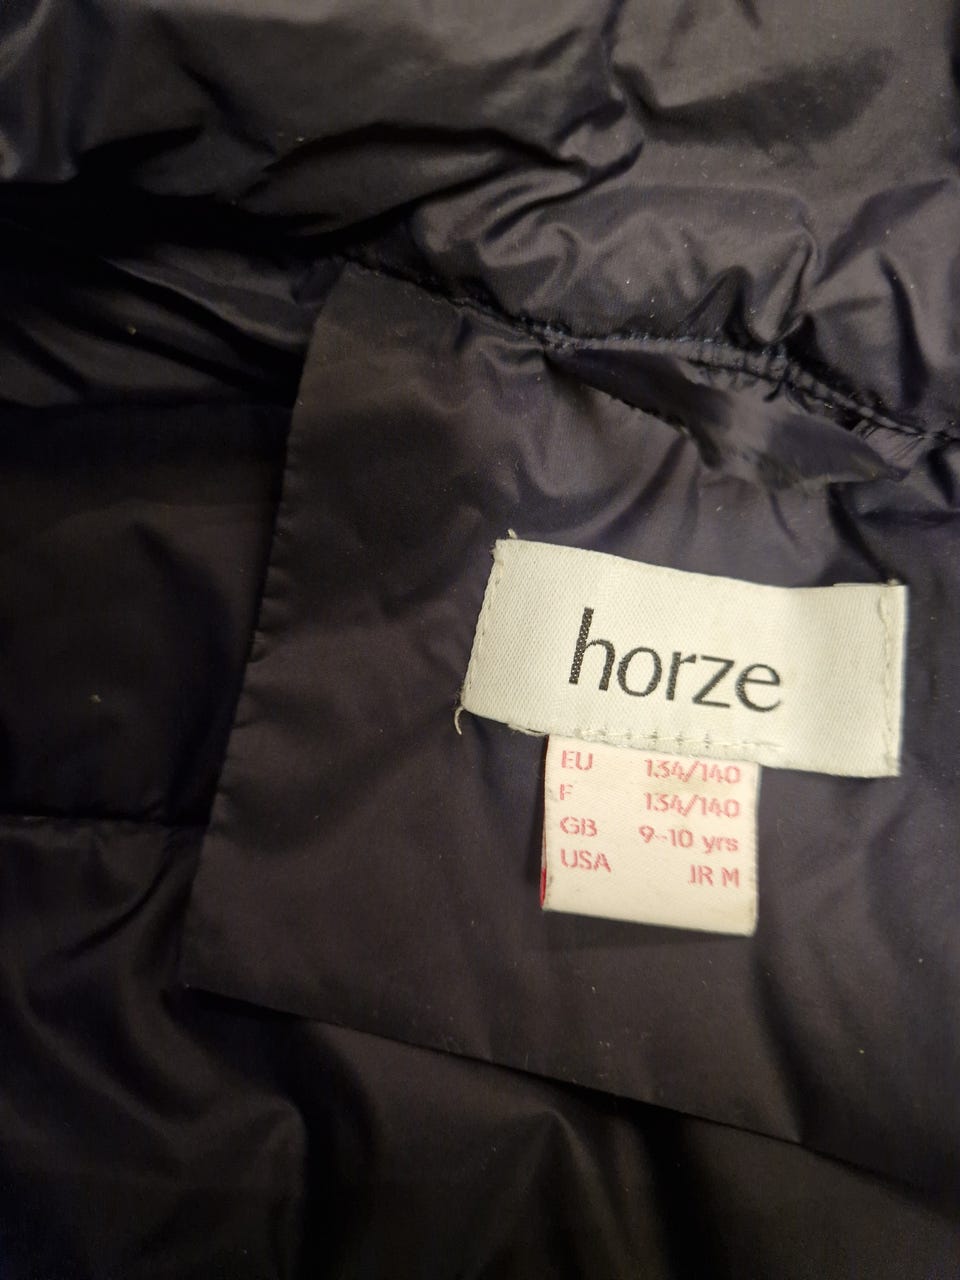 horze
EU 134/140
F 134/140
GB 9-10 yrs
USA JR M